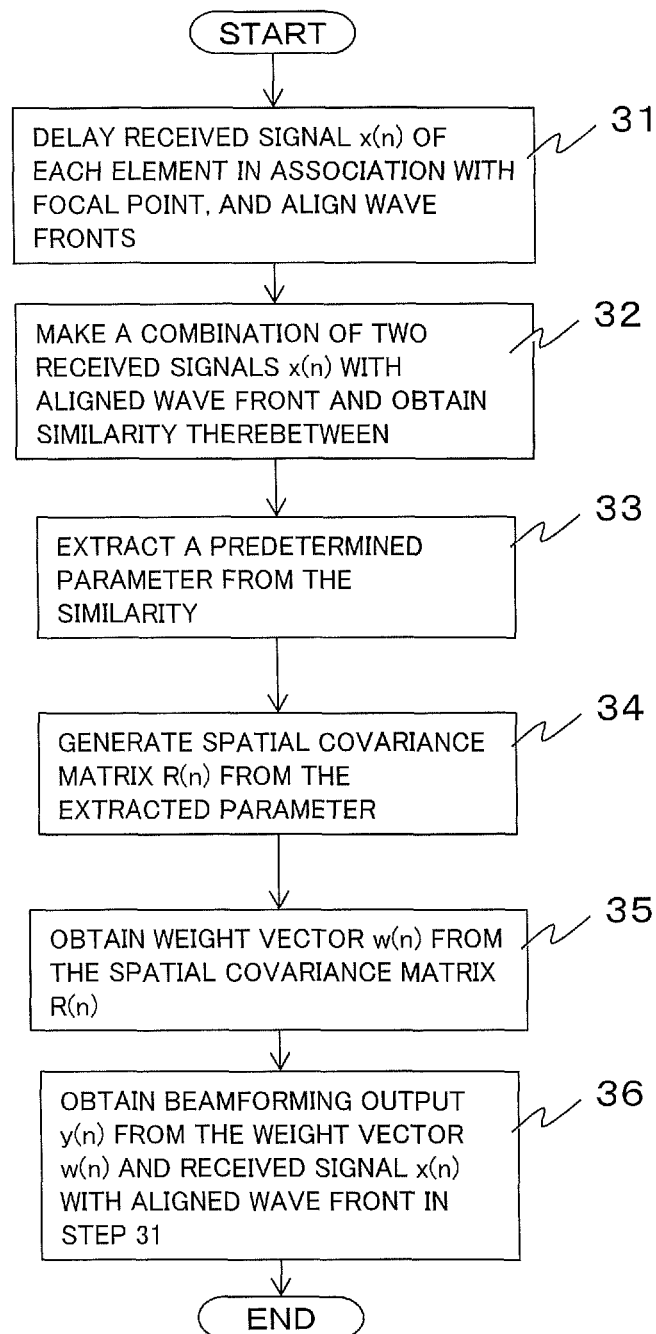 START
31
DELAY RECEIVED SIGNAL x(n) OF
EACH ELEMENT IN ASSOCIATION WITH
FOCAL POINT, AND ALIGN WAVE
FRONTS
32
MAKE A COMBINATION OF TWO
RECEIVED SIGNALS x(n) WITH
ALIGNED WAVE FRONT AND OBTAIN
SIMILARITY THEREBETWEEN
33
EXTRACT A PREDETERMINED
PARAMETER FROM THE
SIMILARITY
34
GENERATE SPATIAL COVARIANCE
MATRIX R(n) FROM THE
EXTRACTED PARAMETER
35
OBTAIN WEIGHT VECTOR w(n) FROM
THE SPATIAL COVARIANCE MATRIX
R(n)
36
OBTAIN BEAMFORMING OUTPUT
y(n) FROM THE WEIGHT VECTOR
w(n) AND RECEIVED SIGNAL x(n)
WITH ALIGNED WAVE FRONT IN
STEP 31
END